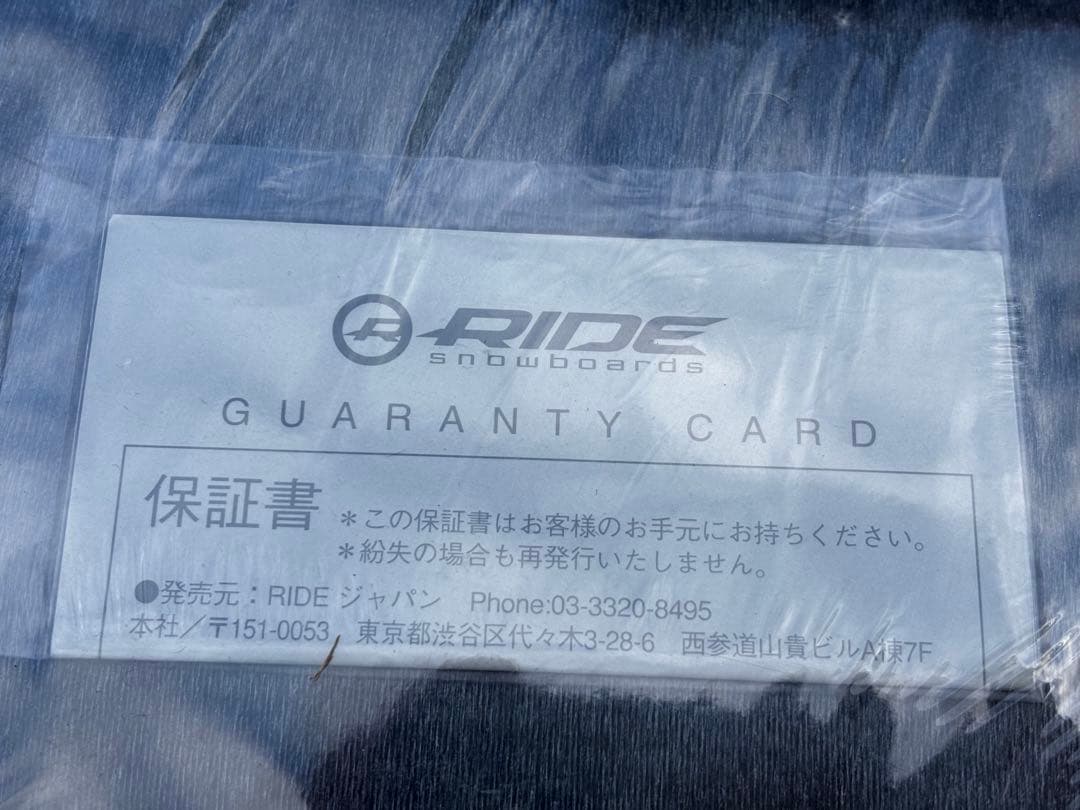 R RIDE
snowboards
GUARANTY CARD
保証書 *この保証書はお客様のお手元にお持ちください。
*紛失の場合も再発行いたしません。
●発売元：RIDE ジャパン Phone:03-3320-8495
本社／〒151-0053 東京都渋谷区代々木3-28-6 西参道山貴ビルA棟7F